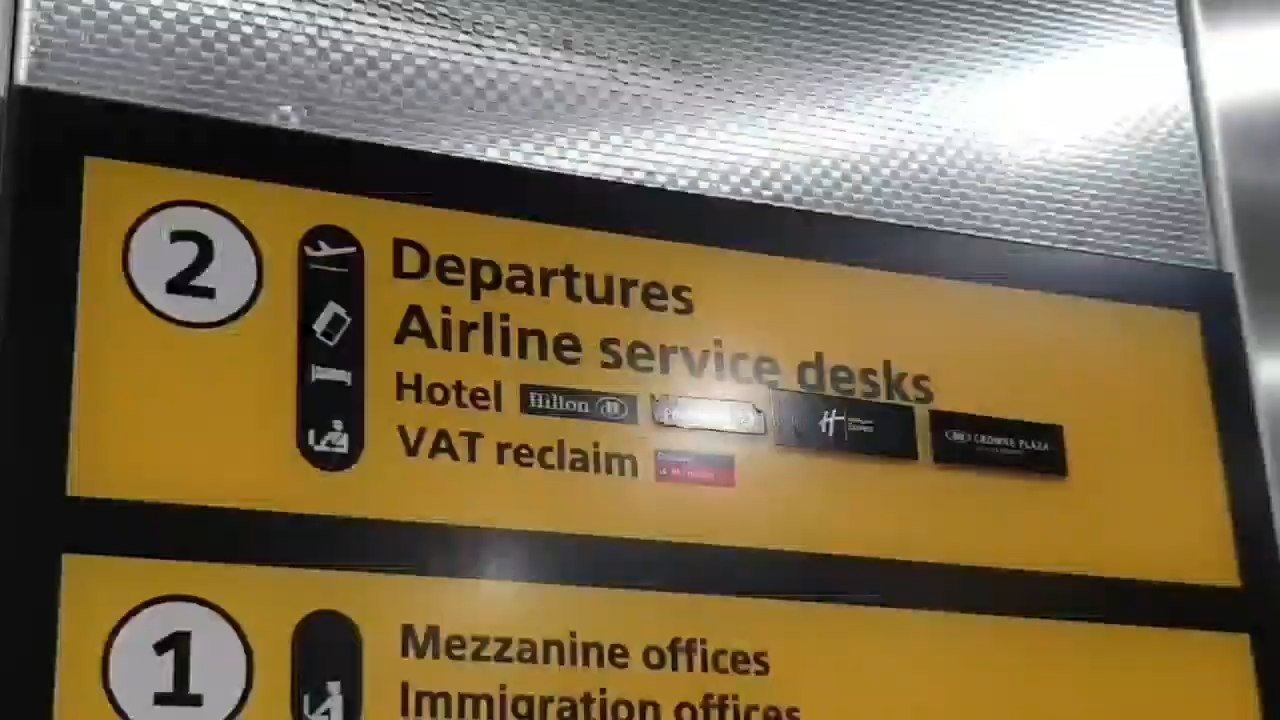 2
Departures
Airline service desks
Hotel Hilton CROWNE PLAZA
VAT reclaim
1
Mezzanine offices
Immigration offices